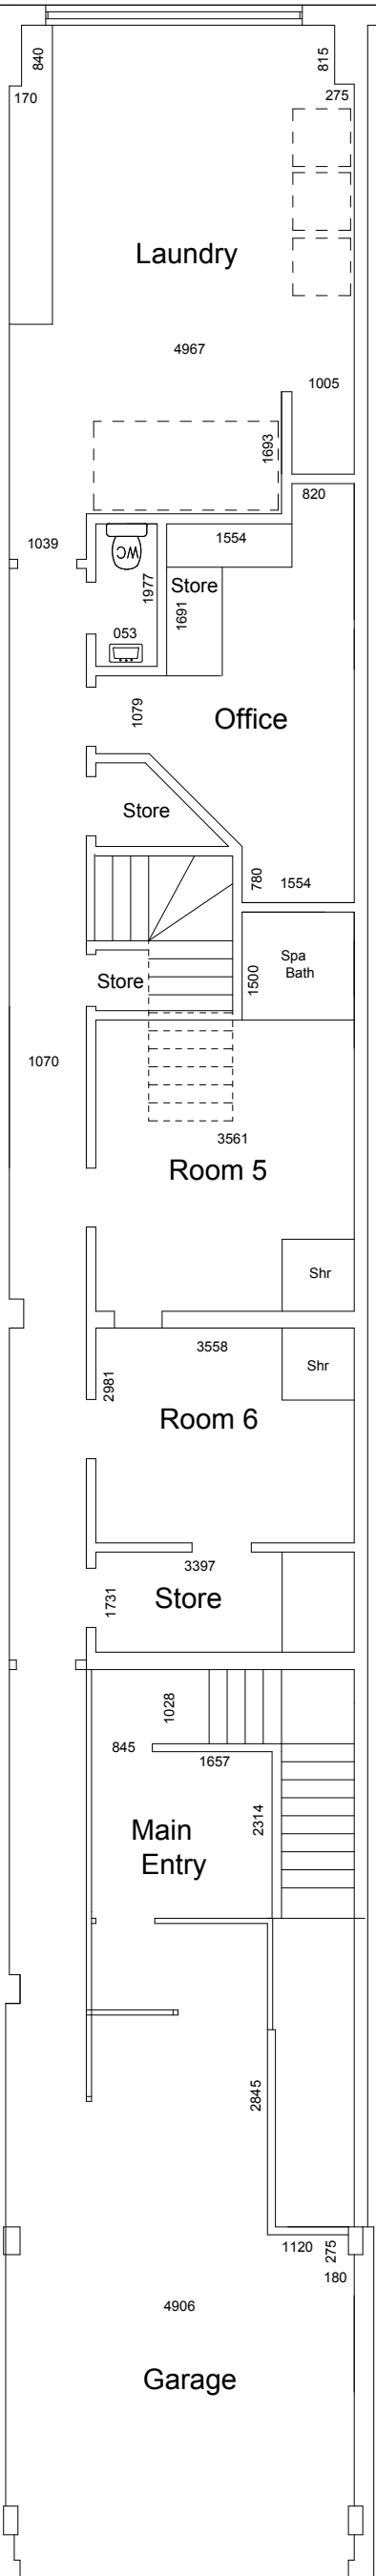 840
815
170
275
Laundry
4967
1005
1693
820
1039
1554
WC
1977
Store
1691
053
1079
Office
Store
780
1554
Spa
Bath
Store
1500
1070
3561
Room 5
Shr
3558
Shr
2981
Room 6
3397
1731
Store
1028
845
1657
2314
Main
Entry
2845
1120
275
180
4906
Garage